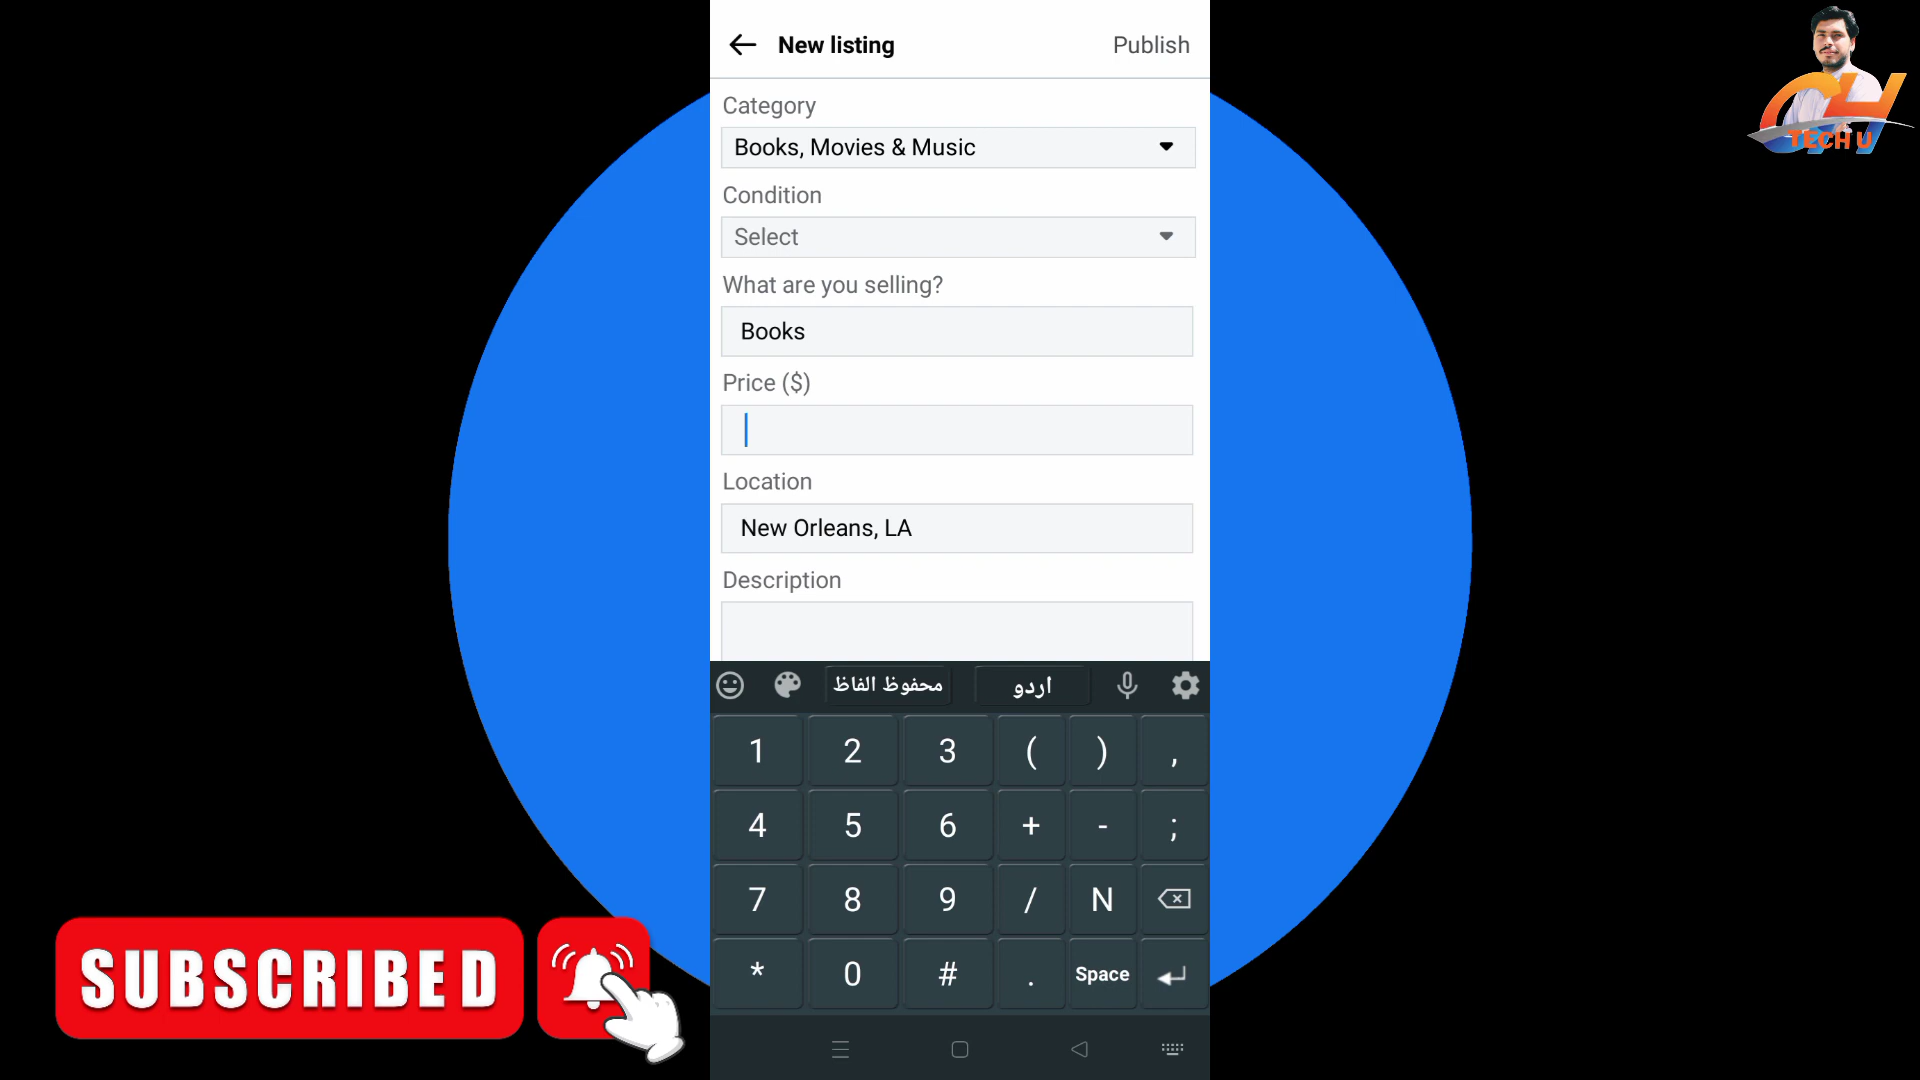 New listing Publish
Category
Books, Movies & Music
Condition
Select
What are you selling?
Books
Price ($)
Location
New Orleans, LA
Description
محفوظ الفاظ اردو
1 2 3 ( ) ,
4 5 6 + - ;
7 8 9 / N
* 0 # . Space
SUBSCRIBED
CH
TECH U